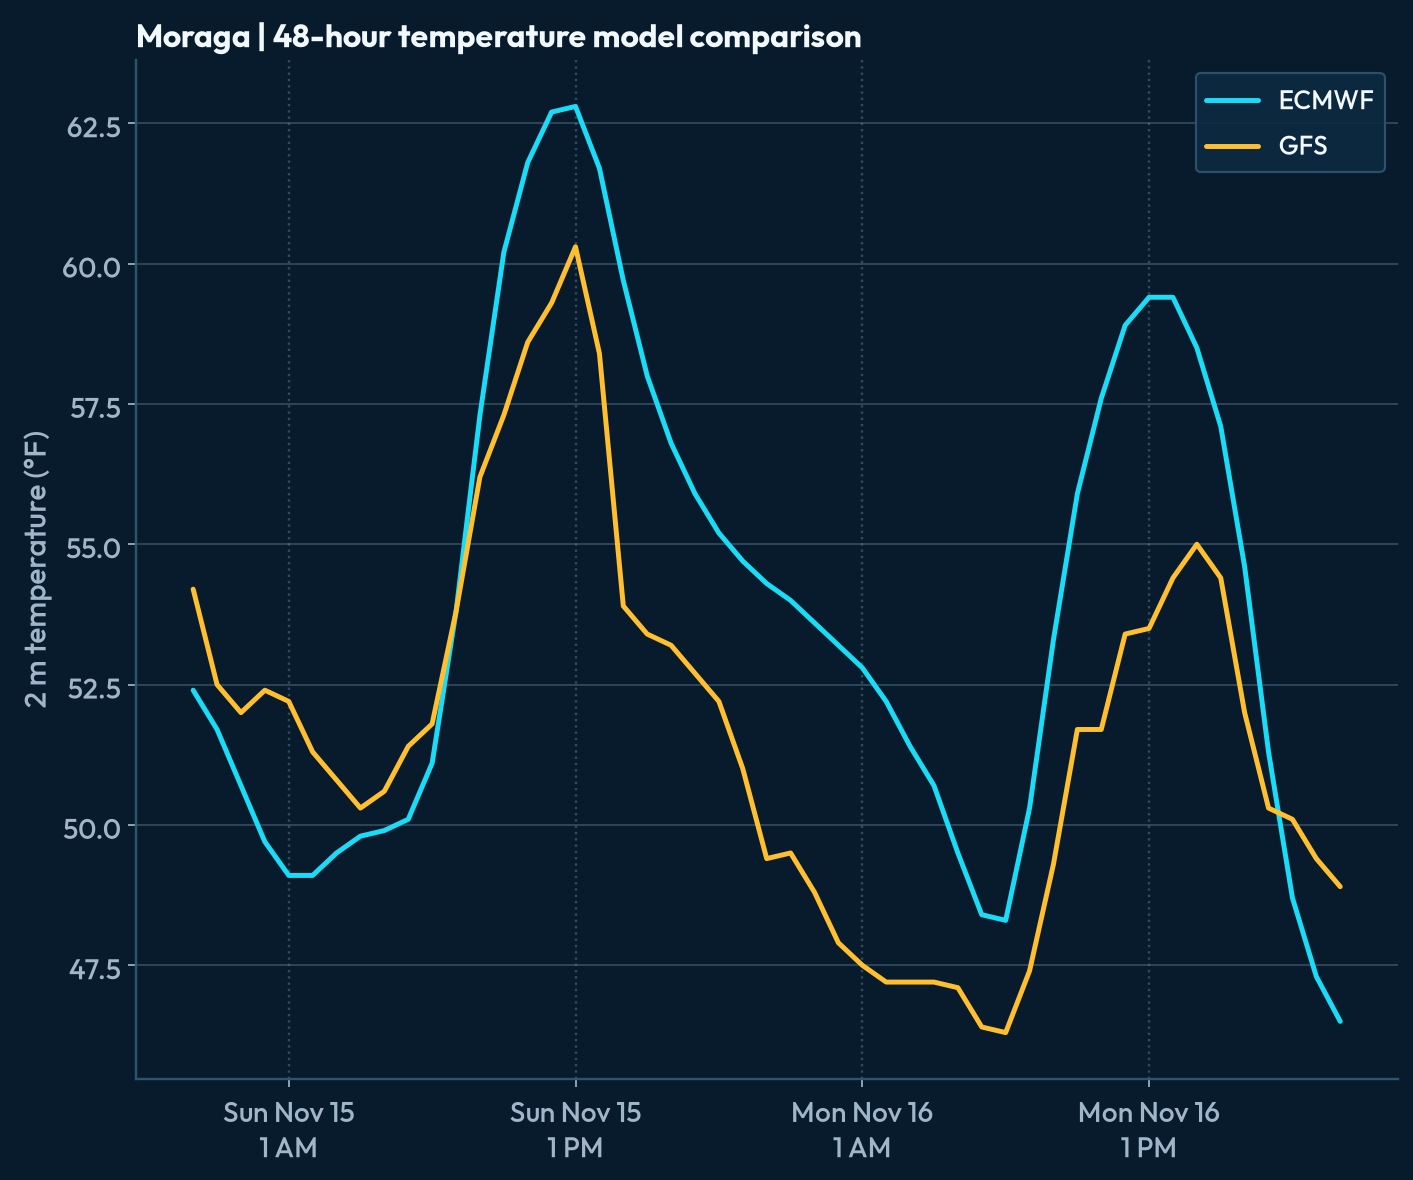 Moraga | 48-hour temperature model comparison
ECMWF
GFS
2 m temperature (°F)
62.5
60.0
57.5
55.0
52.5
50.0
47.5
Sun Nov 15
1 AM
Sun Nov 15
1 PM
Mon Nov 16
1 AM
Mon Nov 16
1 PM